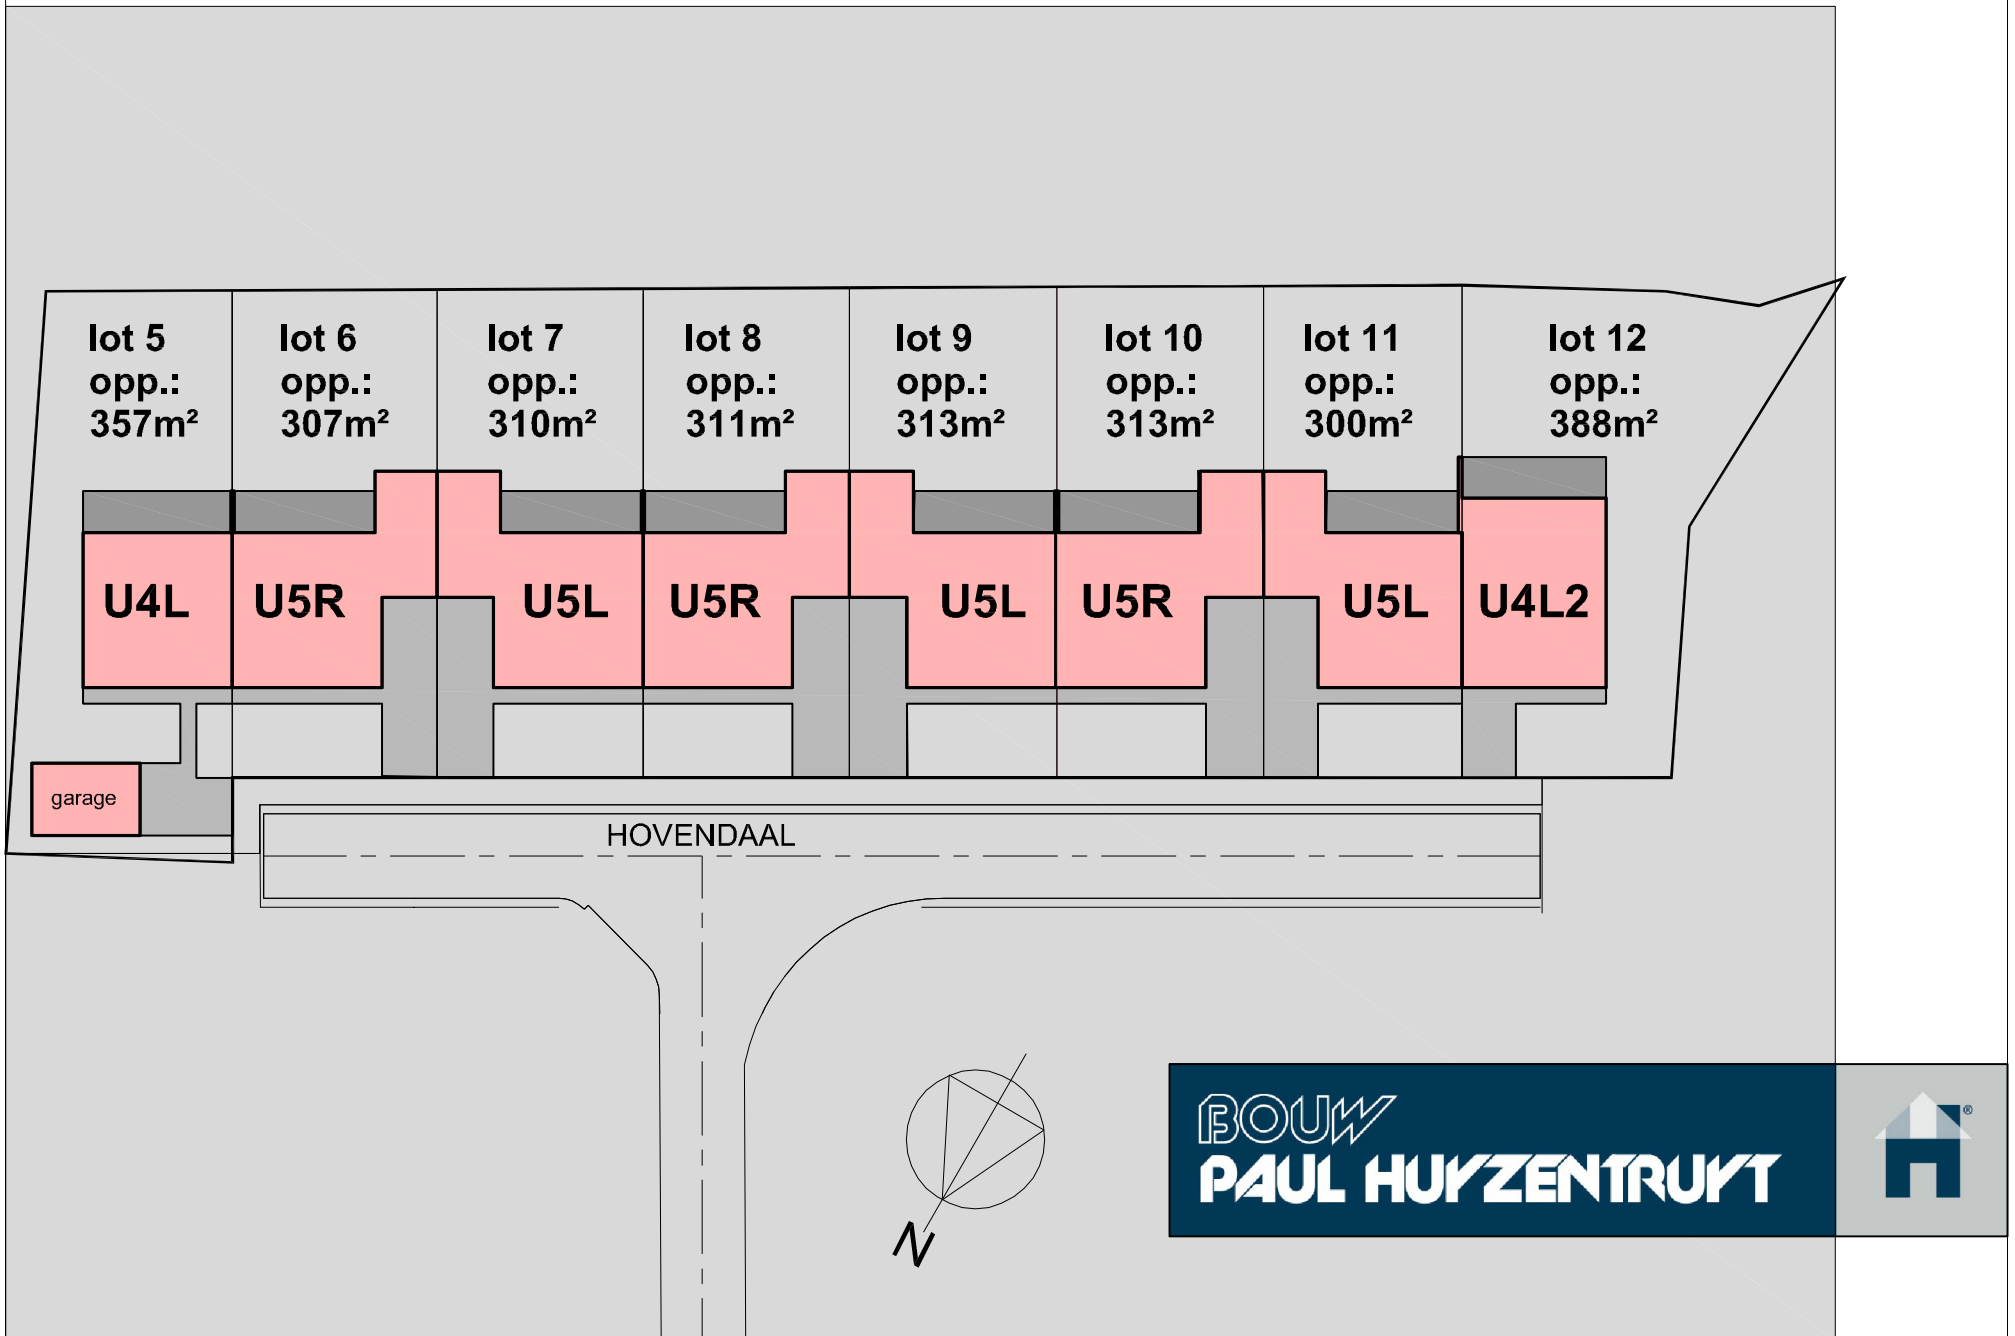 lot 5
opp.:
357m²
lot 6
opp.:
307m²
lot 7
opp.:
310m²
lot 8
opp.:
311m²
lot 9
opp.:
313m²
lot 10
opp.:
313m²
lot 11
opp.:
300m²
lot 12
opp.:
388m²
U4L
U5R
U5L
U5R
U5L
U5R
U5L
U4L2
garage
HOVENDAAL
N
BOUW
PAUL HUYZENTRUYT
®